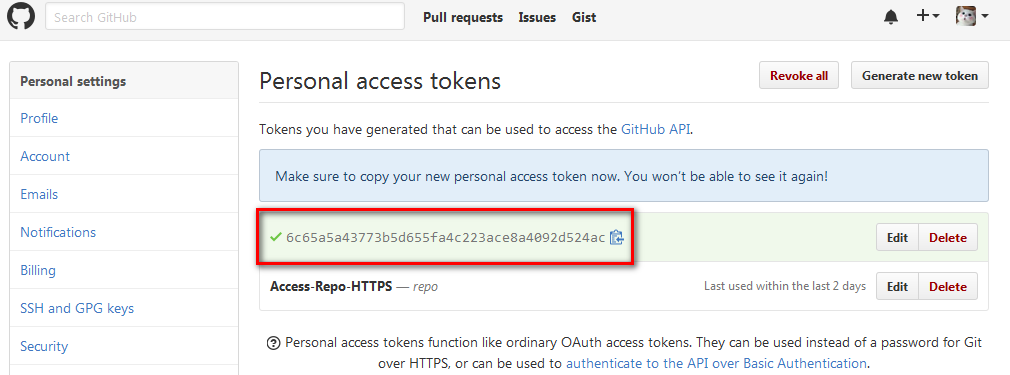 Search GitHub
Pull requests Issues Gist
Personal settings
Profile
Account
Emails
Notifications
Billing
SSH and GPG keys
Security
Personal access tokens
Revoke all
Generate new token
Tokens you have generated that can be used to access the GitHub API.
Make sure to copy your new personal access token now. You won't be able to see it again!
6c65a5a43773b5d655fa4c223ace8a4092d524ac
Edit Delete
Access-Repo-HTTPS — repo
Last used within the last 2 days
Edit Delete
Personal access tokens function like ordinary OAuth access tokens. They can be used instead of a password for Git
over HTTPS, or can be used to authenticate to the API over Basic Authentication.